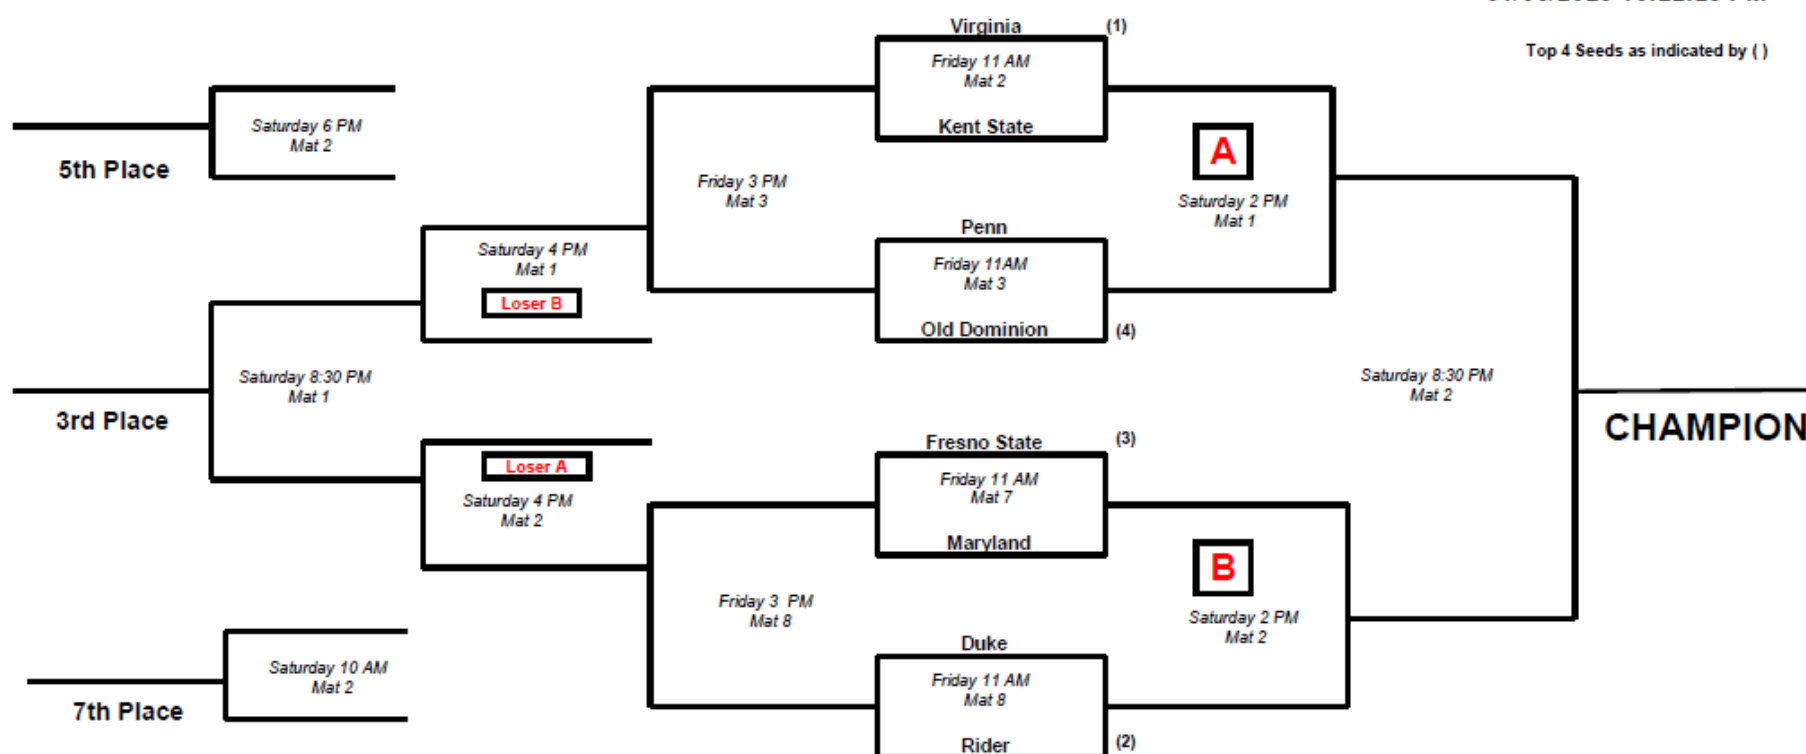 Virginia (1)
Top 4 Seeds as indicated by ( )
Friday 11 AM
Mat 2
Kent State
Saturday 6 PM
Mat 2
5th Place
A
Friday 3 PM
Mat 3
Saturday 2 PM
Mat 1
Penn
Saturday 4 PM
Mat 1
Loser B
Friday 11AM
Mat 3
Old Dominion (4)
Saturday 8:30 PM
Mat 1
3rd Place
Saturday 8:30 PM
Mat 2
CHAMPION
Fresno State (3)
Loser A
Saturday 4 PM
Mat 2
Friday 11 AM
Mat 7
Maryland
B
Friday 3 PM
Mat 8
Saturday 2 PM
Mat 2
Duke
Saturday 10 AM
Mat 2
7th Place
Friday 11 AM
Mat 8
Rider (2)